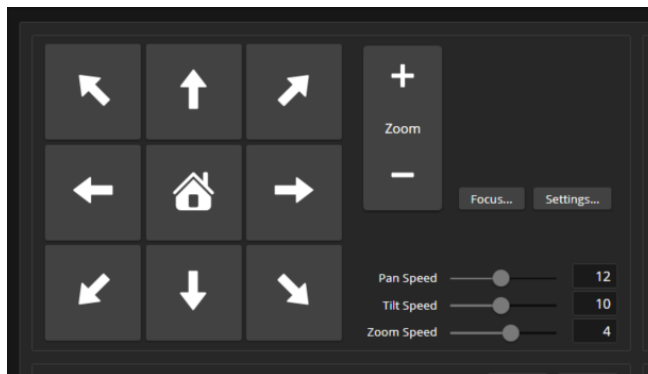 +
Zoom
−
Focus...
Settings...
Pan Speed 12
Tilt Speed 10
Zoom Speed 4